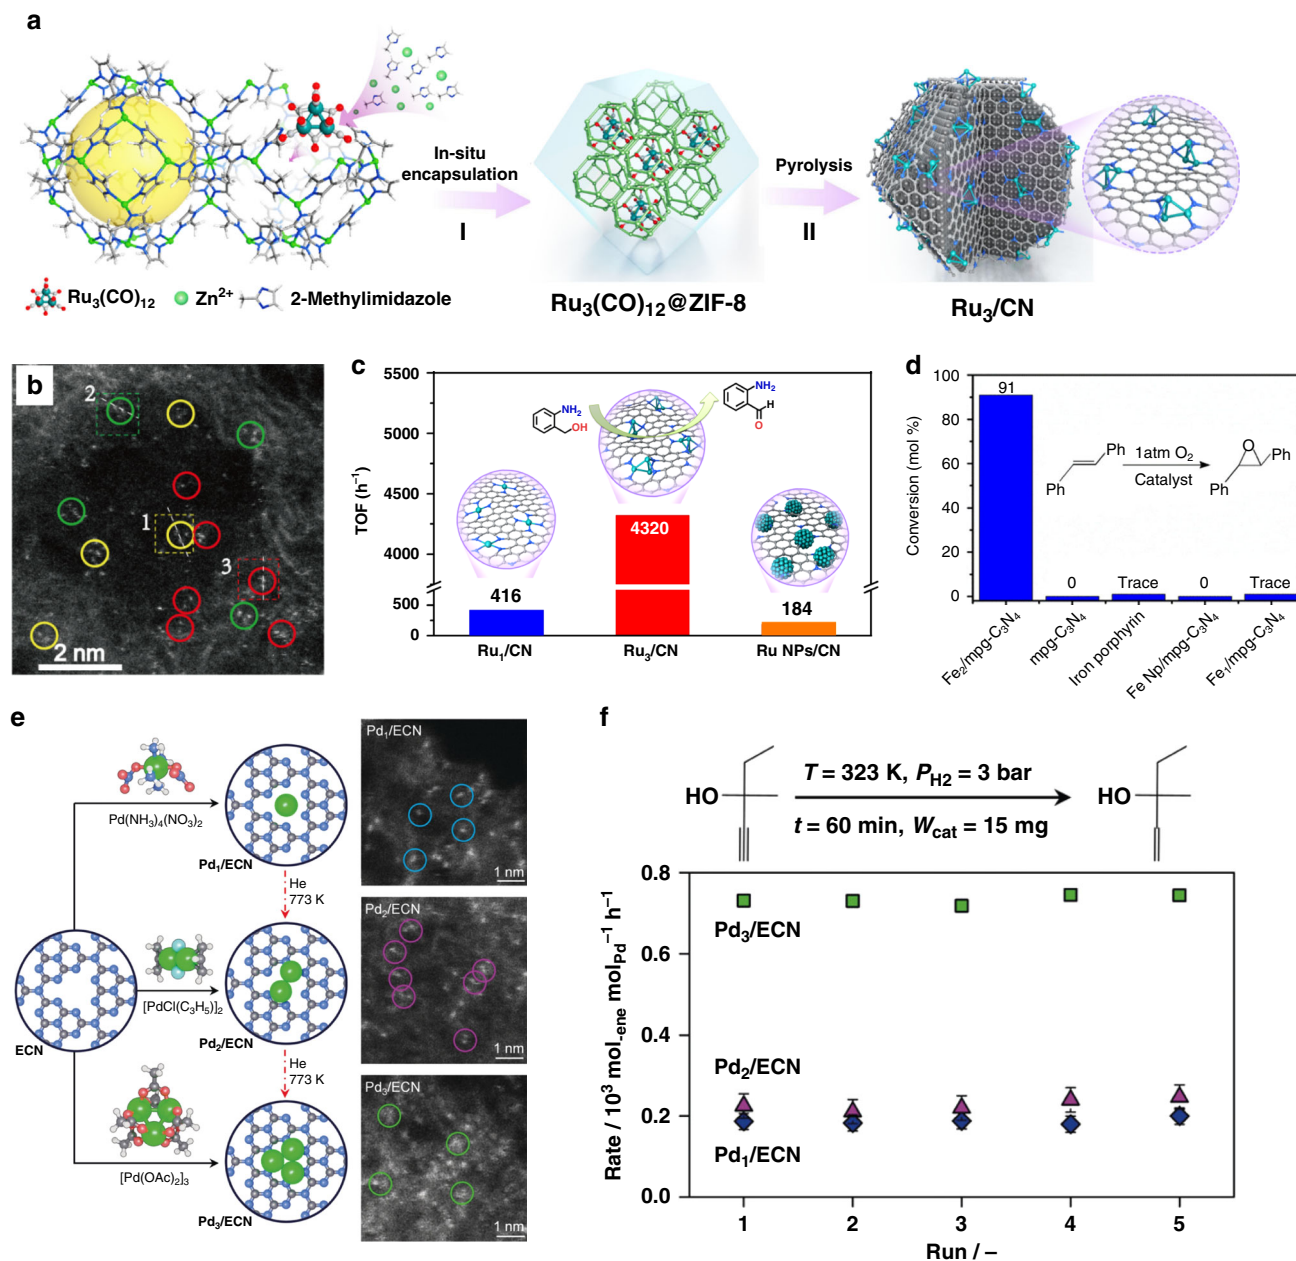 a
In-situ
encapsulation
I
Pyrolysis
II
Ru3(CO)12
Zn2+
2-Methylimidazole
Ru3(CO)12@ZIF-8
Ru3/CN
b
2
1
3
2 nm
c
5500
5000
4500
4000
500
0
TOF (h−1)
NH2
OH
NH2
H
O
416
4320
184
Ru1/CN
Ru3/CN
Ru NPs/CN
d
100
80
60
40
20
0
Conversion (mol %)
91
0
Trace
0
Trace
Ph
Ph
1atm O2
Catalyst
O
Ph
Ph
Fe2/mpg-C3N4
mpg-C3N4
Iron porphyrin
Fe Np/mpg-C3N4
Fe1/mpg-C3N4
e
Pd(NH3)4(NO3)2
Pd1/ECN
He
773 K
[PdCl(C3H5)]2
ECN
Pd2/ECN
He
773 K
[Pd(OAc)2]3
Pd3/ECN
Pd1/ECN
1 nm
Pd2/ECN
1 nm
Pd3/ECN
1 nm
f
HO
T = 323 K, PH2 = 3 bar
t = 60 min, Wcat = 15 mg
HO
0.8
0.6
0.4
0.2
0.0
Rate / 103 mol-ene molPd−1 h−1
Pd3/ECN
Pd2/ECN
Pd1/ECN
1
2
3
4
5
Run / –